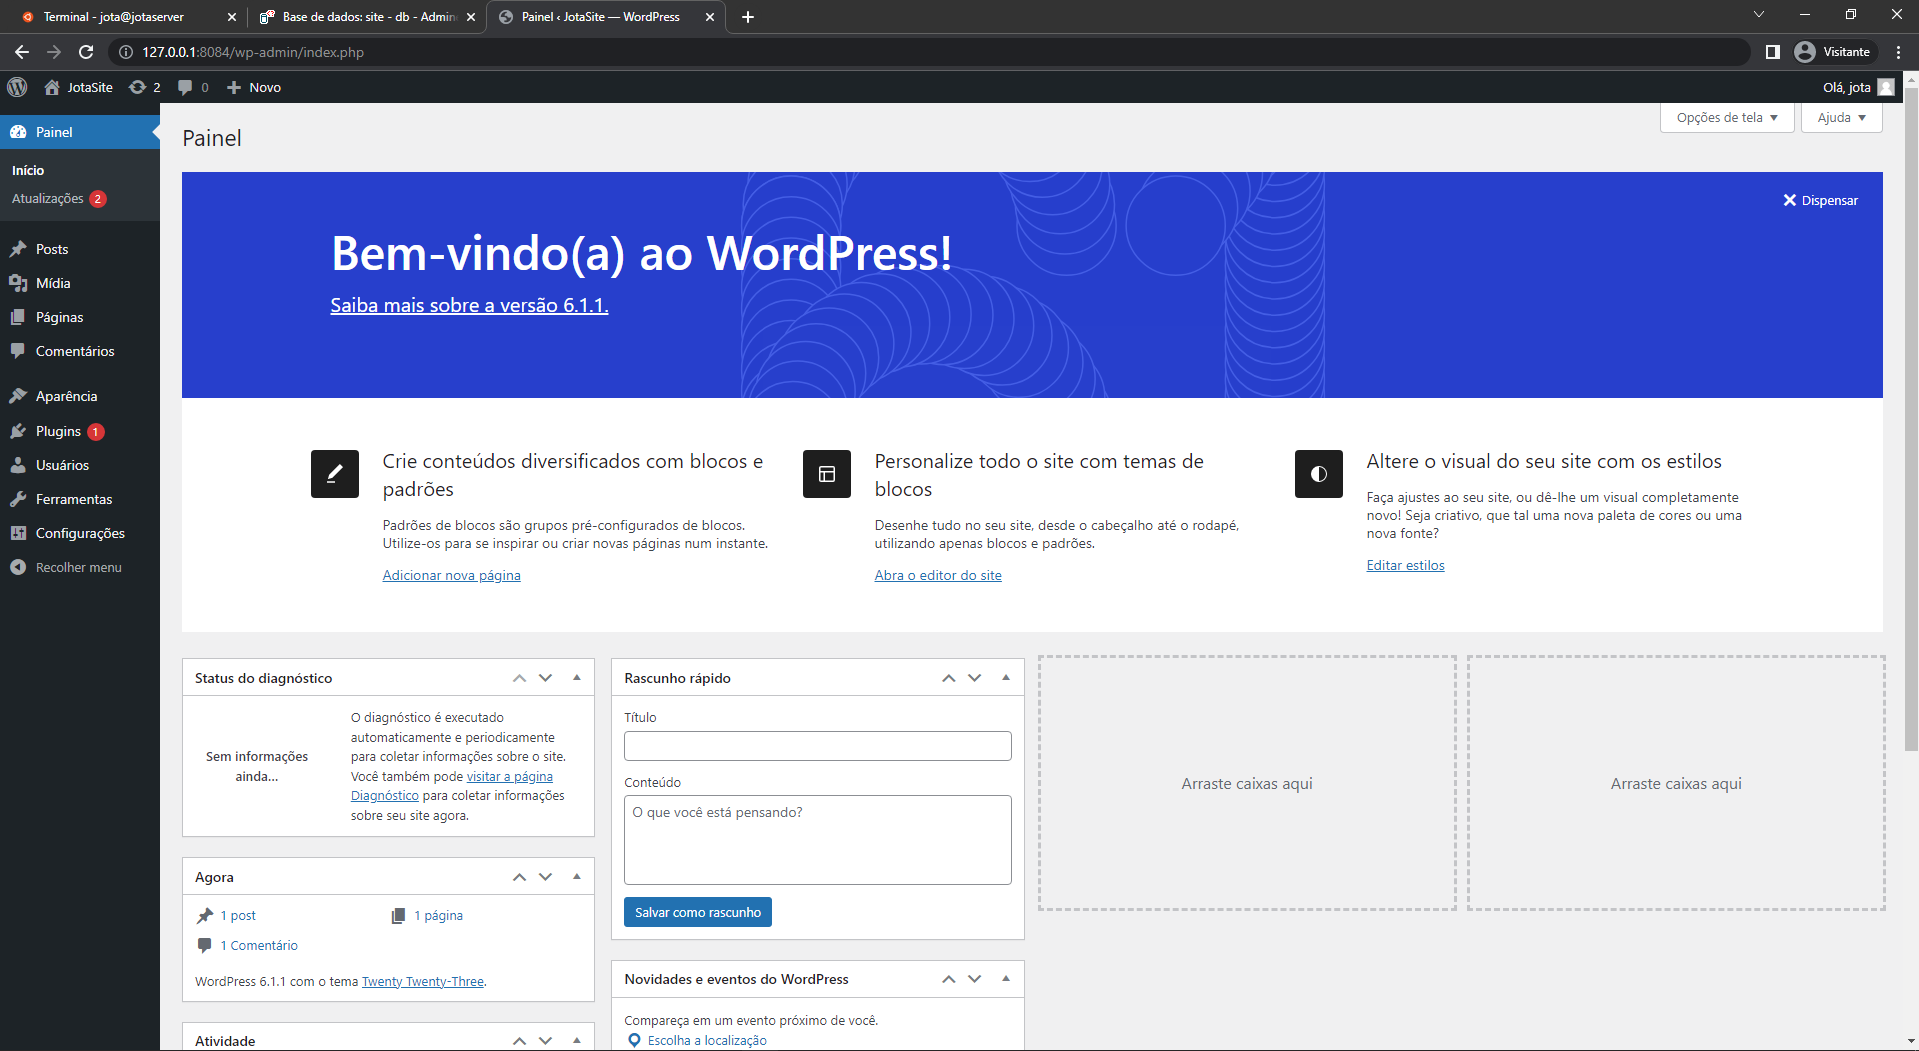 Terminal - jota@jotaserver
Base de dados: site - db - Admin
Painel ‹ JotaSite — WordPress
127.0.0.1:8084/wp-admin/index.php
Visitante
JotaSite
2
0
Novo
Olá, jota
Painel
Início
Atualizações 2
Posts
Mídia
Páginas
Comentários
Aparência
Plugins 1
Usuários
Ferramentas
Configurações
Recolher menu
Painel
Opções de tela
Ajuda
Dispensar
Bem-vindo(a) ao WordPress!
Saiba mais sobre a versão 6.1.1.
Crie conteúdos diversificados com blocos e
padrões
Padrões de blocos são grupos pré-configurados de blocos.
Utilize-os para se inspirar ou criar novas páginas num instante.
Adicionar nova página
Personalize todo o site com temas de
blocos
Desenhe tudo no seu site, desde o cabeçalho até o rodapé,
utilizando apenas blocos e padrões.
Abra o editor do site
Altere o visual do seu site com os estilos
Faça ajustes ao seu site, ou dê-lhe um visual completamente
novo! Seja criativo, que tal uma nova paleta de cores ou uma
nova fonte?
Editar estilos
Status do diagnóstico
Sem informações
ainda...
O diagnóstico é executado
automaticamente e periodicamente
para coletar informações sobre o site.
Você também pode visitar a página
Diagnóstico para coletar informações
sobre seu site agora.
Agora
1 post
1 página
1 Comentário
WordPress 6.1.1 com o tema Twenty Twenty-Three.
Atividade
Rascunho rápido
Título
Conteúdo
O que você está pensando?
Salvar como rascunho
Novidades e eventos do WordPress
Compareça em um evento próximo de você.
Escolha a localização
Arraste caixas aqui
Arraste caixas aqui